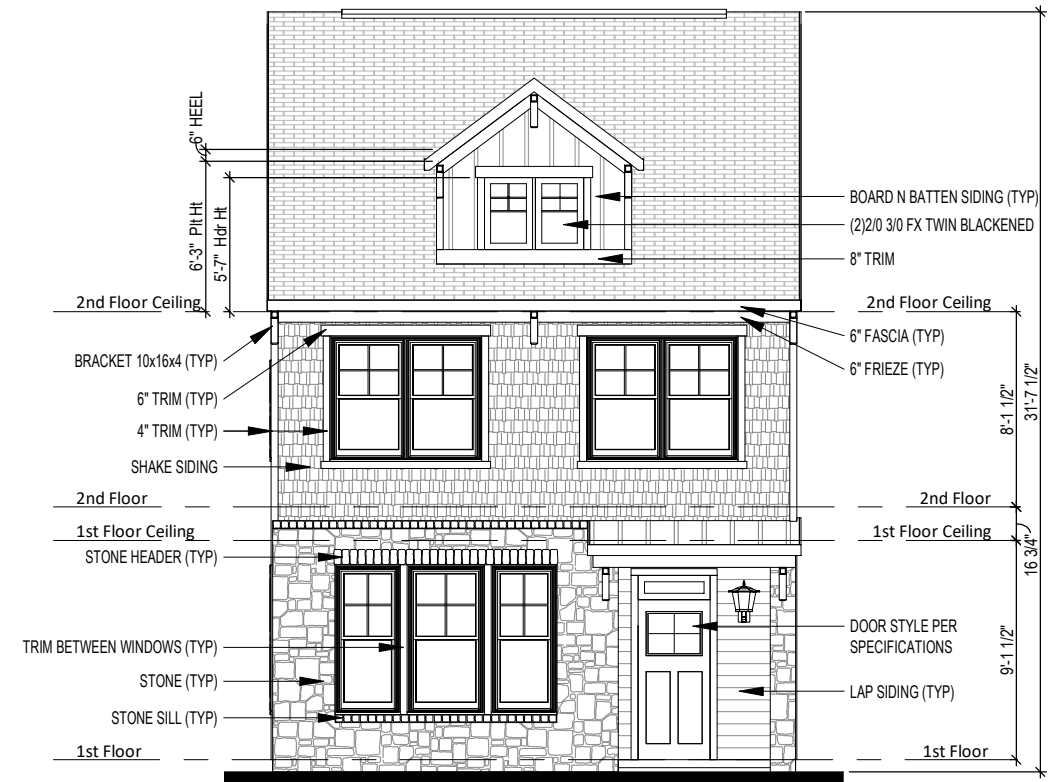 6" HEEL
6'-3" Plt Ht
5'-7" Hdr Ht
BOARD N BATTEN SIDING (TYP)
(2)2/0 3/0 FX TWIN BLACKENED
8" TRIM
2nd Floor Ceiling
2nd Floor Ceiling
6" FASCIA (TYP)
BRACKET 10x16x4 (TYP)
6" FRIEZE (TYP)
6" TRIM (TYP)
8'-1 1/2"
31'-7 1/2"
4" TRIM (TYP)
SHAKE SIDING
2nd Floor
2nd Floor
1st Floor Ceiling
1st Floor Ceiling
16 3/4"
STONE HEADER (TYP)
DOOR STYLE PER
SPECIFICATIONS
TRIM BETWEEN WINDOWS (TYP)
9'-1 1/2"
STONE (TYP)
LAP SIDING (TYP)
STONE SILL (TYP)
1st Floor
1st Floor